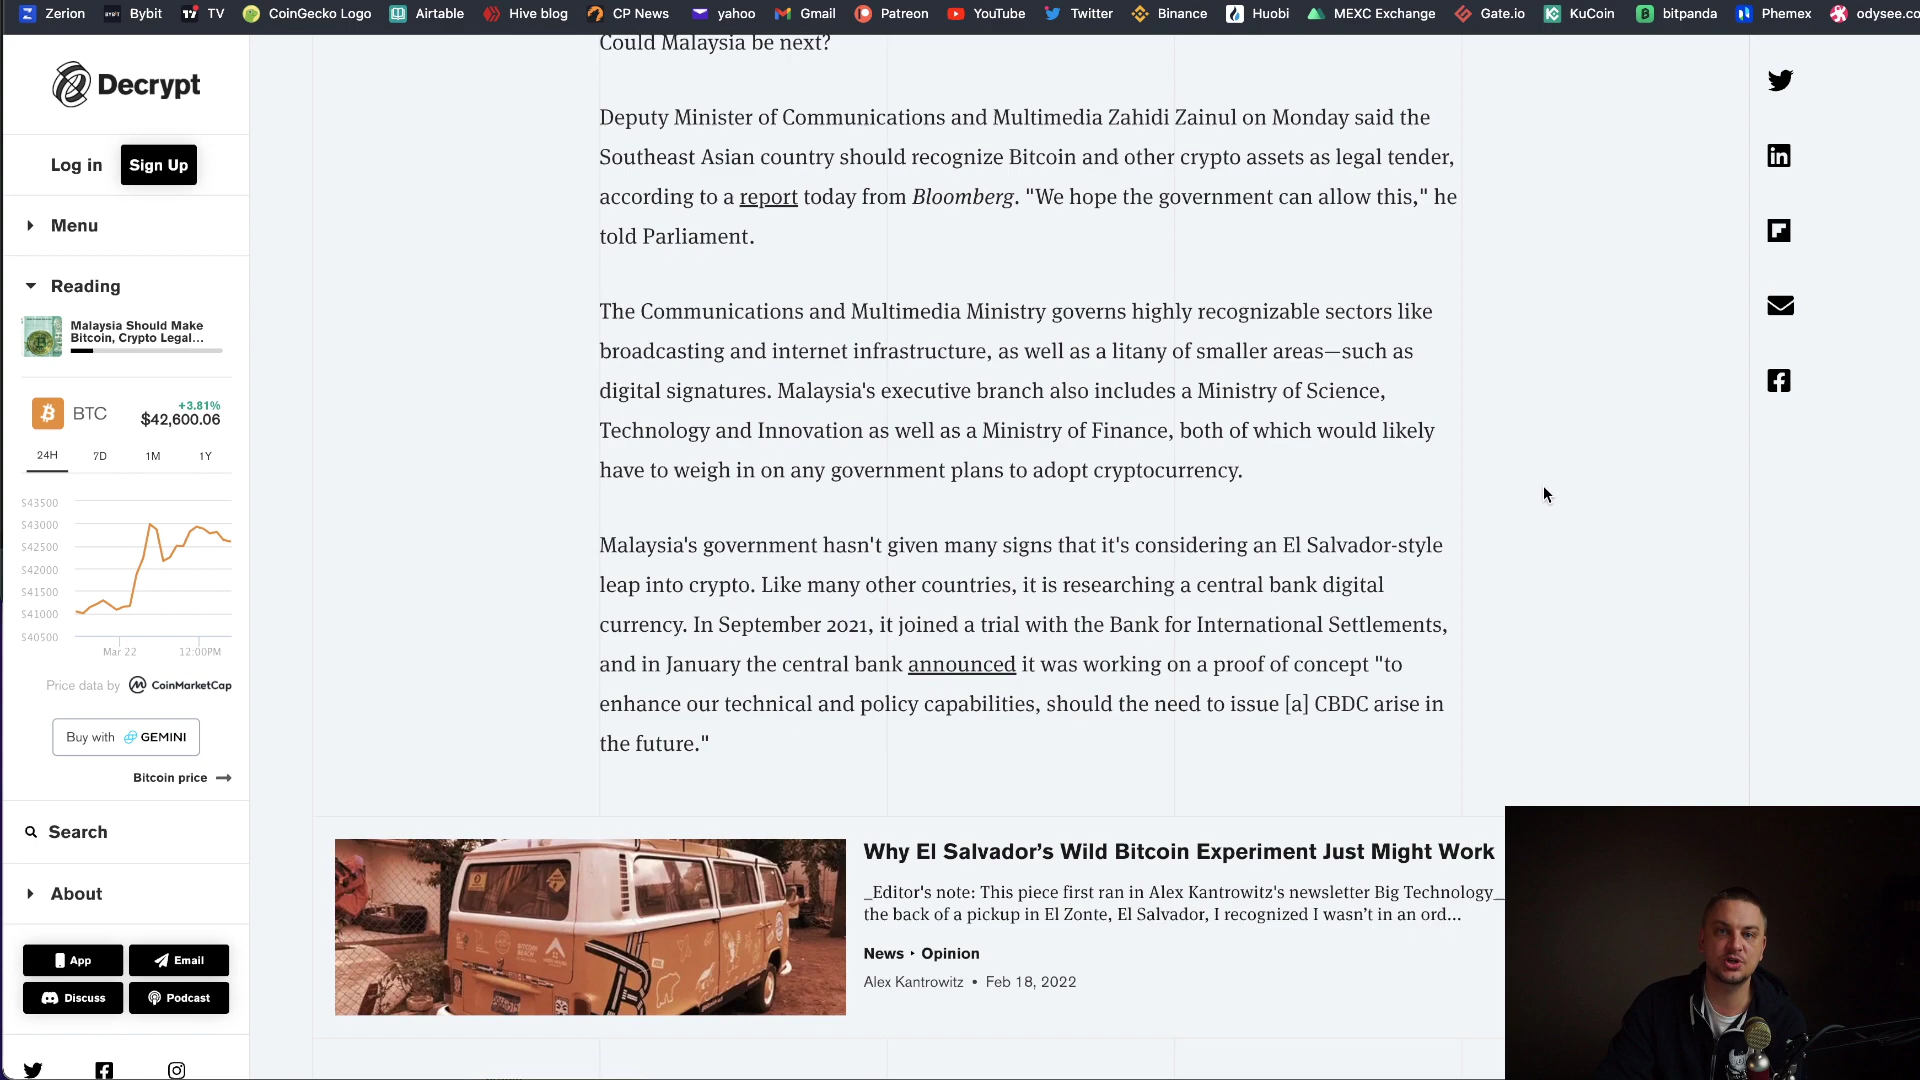 Zerion Bybit TV CoinGecko Logo Airtable Hive blog CP News yahoo Gmail Patreon YouTube Twitter Binance Huobi MEXC Exchange Gate.io KuCoin bitpanda Phemex odysee.co
Decrypt
Log in Sign Up
Menu
Reading
Malaysia Should Make
Bitcoin, Crypto Legal...
BTC
+3.81%
$42,600.06
24H 7D 1M 1Y
$43500
$43000
$42500
$42000
$41500
$41000
$40500
Mar 22 12:00PM
Price data by CoinMarketCap
Buy with GEMINI
Bitcoin price
Search
About
App Email
Discuss Podcast
Could Malaysia be next?
Deputy Minister of Communications and Multimedia Zahidi Zainul on Monday said the
Southeast Asian country should recognize Bitcoin and other crypto assets as legal tender,
according to a report today from Bloomberg. "We hope the government can allow this," he
told Parliament.
The Communications and Multimedia Ministry governs highly recognizable sectors like
broadcasting and internet infrastructure, as well as a litany of smaller areas—such as
digital signatures. Malaysia's executive branch also includes a Ministry of Science,
Technology and Innovation as well as a Ministry of Finance, both of which would likely
have to weigh in on any government plans to adopt cryptocurrency.
Malaysia's government hasn't given many signs that it's considering an El Salvador-style
leap into crypto. Like many other countries, it is researching a central bank digital
currency. In September 2021, it joined a trial with the Bank for International Settlements,
and in January the central bank announced it was working on a proof of concept "to
enhance our technical and policy capabilities, should the need to issue [a] CBDC arise in
the future."
Why El Salvador’s Wild Bitcoin Experiment Just Might Work
_Editor's note: This piece first ran in Alex Kantrowitz's newsletter Big Technology_
the back of a pickup in El Zonte, El Salvador, I recognized I wasn’t in an ord...
News ‣ Opinion
Alex Kantrowitz • Feb 18, 2022